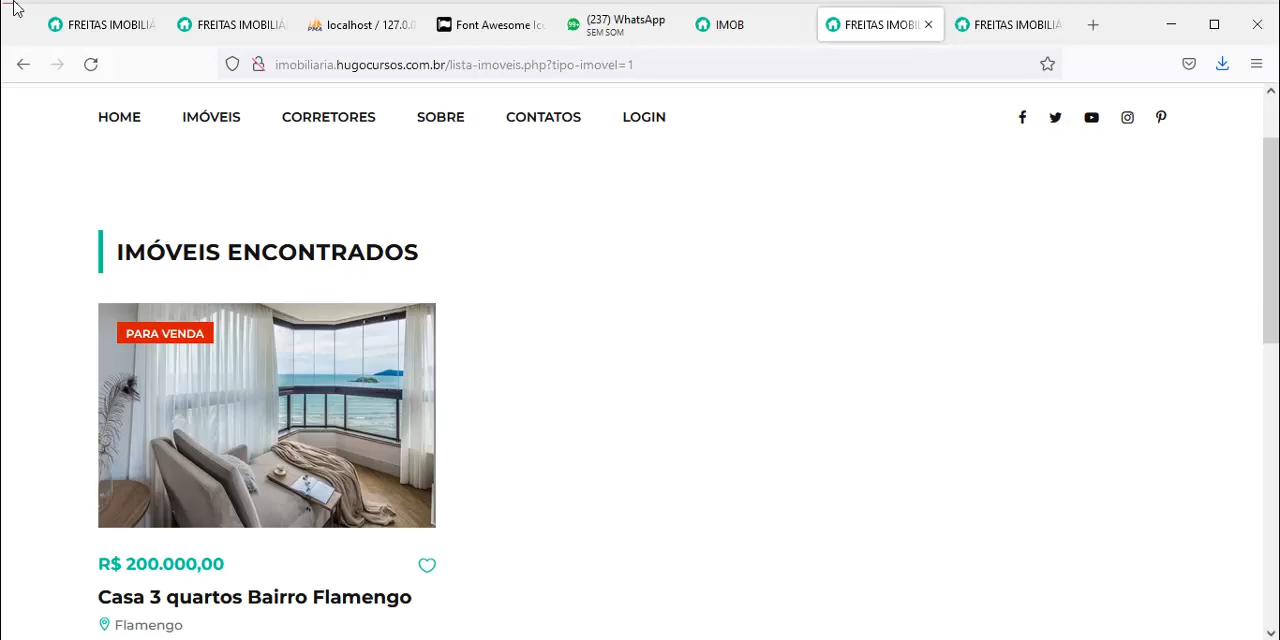 FREITAS IMOBILIÁ
FREITAS IMOBILIÁ
localhost / 127.0.0
Font Awesome Ic
(237) WhatsApp
SEM SOM
IMOB
FREITAS IMOBIL
FREITAS IMOBILIÁ
imobiliaria.hugocursos.com.br/lista-imoveis.php?tipo-imovel=1
HOME
IMÓVEIS
CORRETORES
SOBRE
CONTATOS
LOGIN
IMÓVEIS ENCONTRADOS
PARA VENDA
R$ 200.000,00
Casa 3 quartos Bairro Flamengo
Flamengo